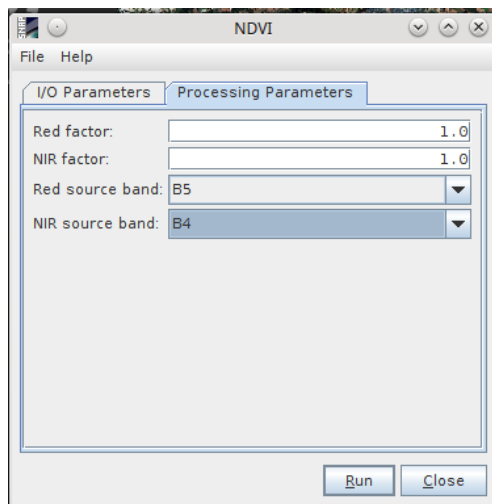 SNAP
NDVI
File Help
I/O Parameters Processing Parameters
Red factor: 1.0
NIR factor: 1.0
Red source band: B5
NIR source band: B4
Run Close